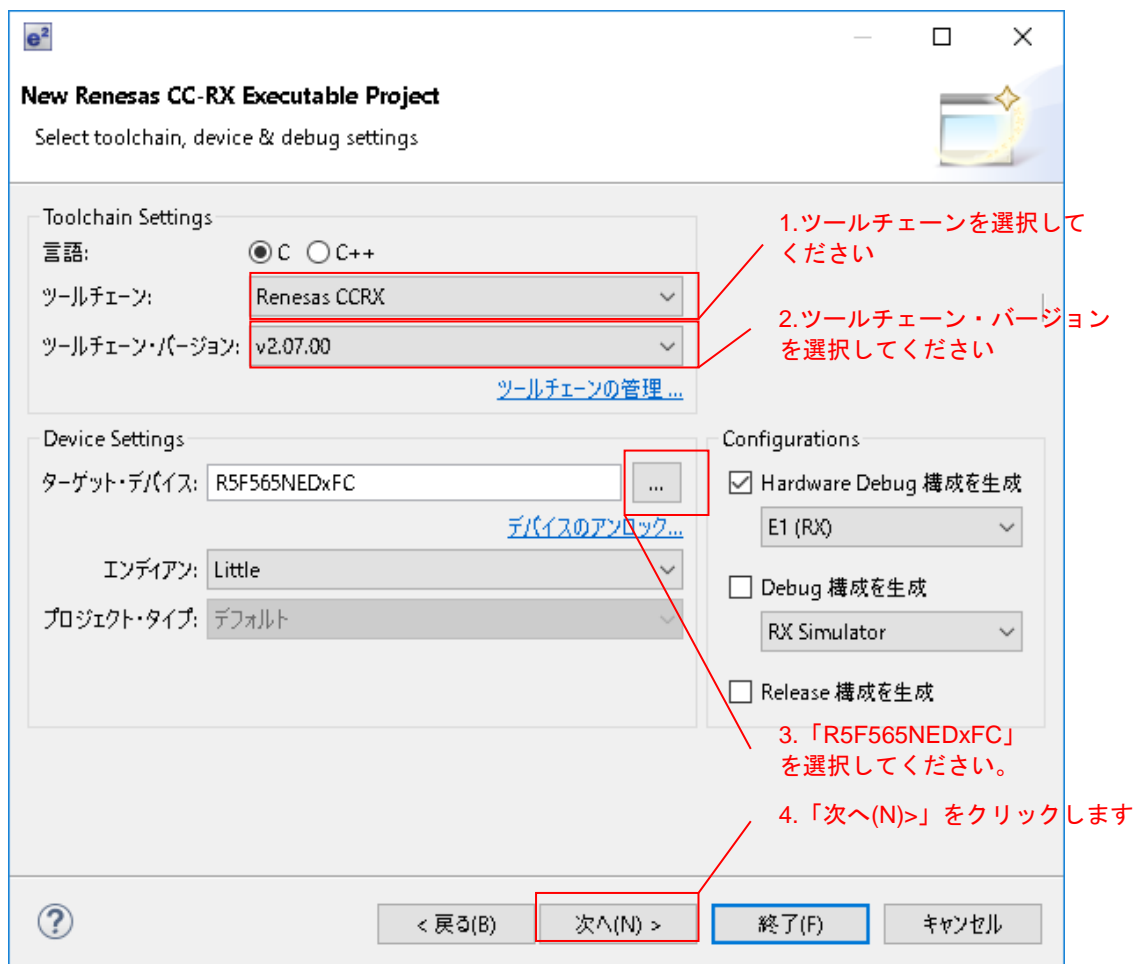 e²
New Renesas CC-RX Executable Project
Select toolchain, device & debug settings
Toolchain Settings
言語:
C
C++
ツールチェーン:
Renesas CCRX
ツールチェーン・バージョン:
v2.07.00
ツールチェーンの管理 ...
1.ツールチェーンを選択して
ください
2.ツールチェーン・バージョン
を選択してください
Device Settings
ターゲット・デバイス:
R5F565NEDxFC
...
デバイスのアンロック...
エンディアン:
Little
プロジェクト・タイプ:
デフォルト
Configurations
Hardware Debug 構成を生成
E1 (RX)
Debug 構成を生成
RX Simulator
Release 構成を生成
3.「R5F565NEDxFC」
を選択してください。
4.「次へ(N)>」をクリックします
?
< 戻る(B)
次へ(N) >
終了(F)
キャンセル